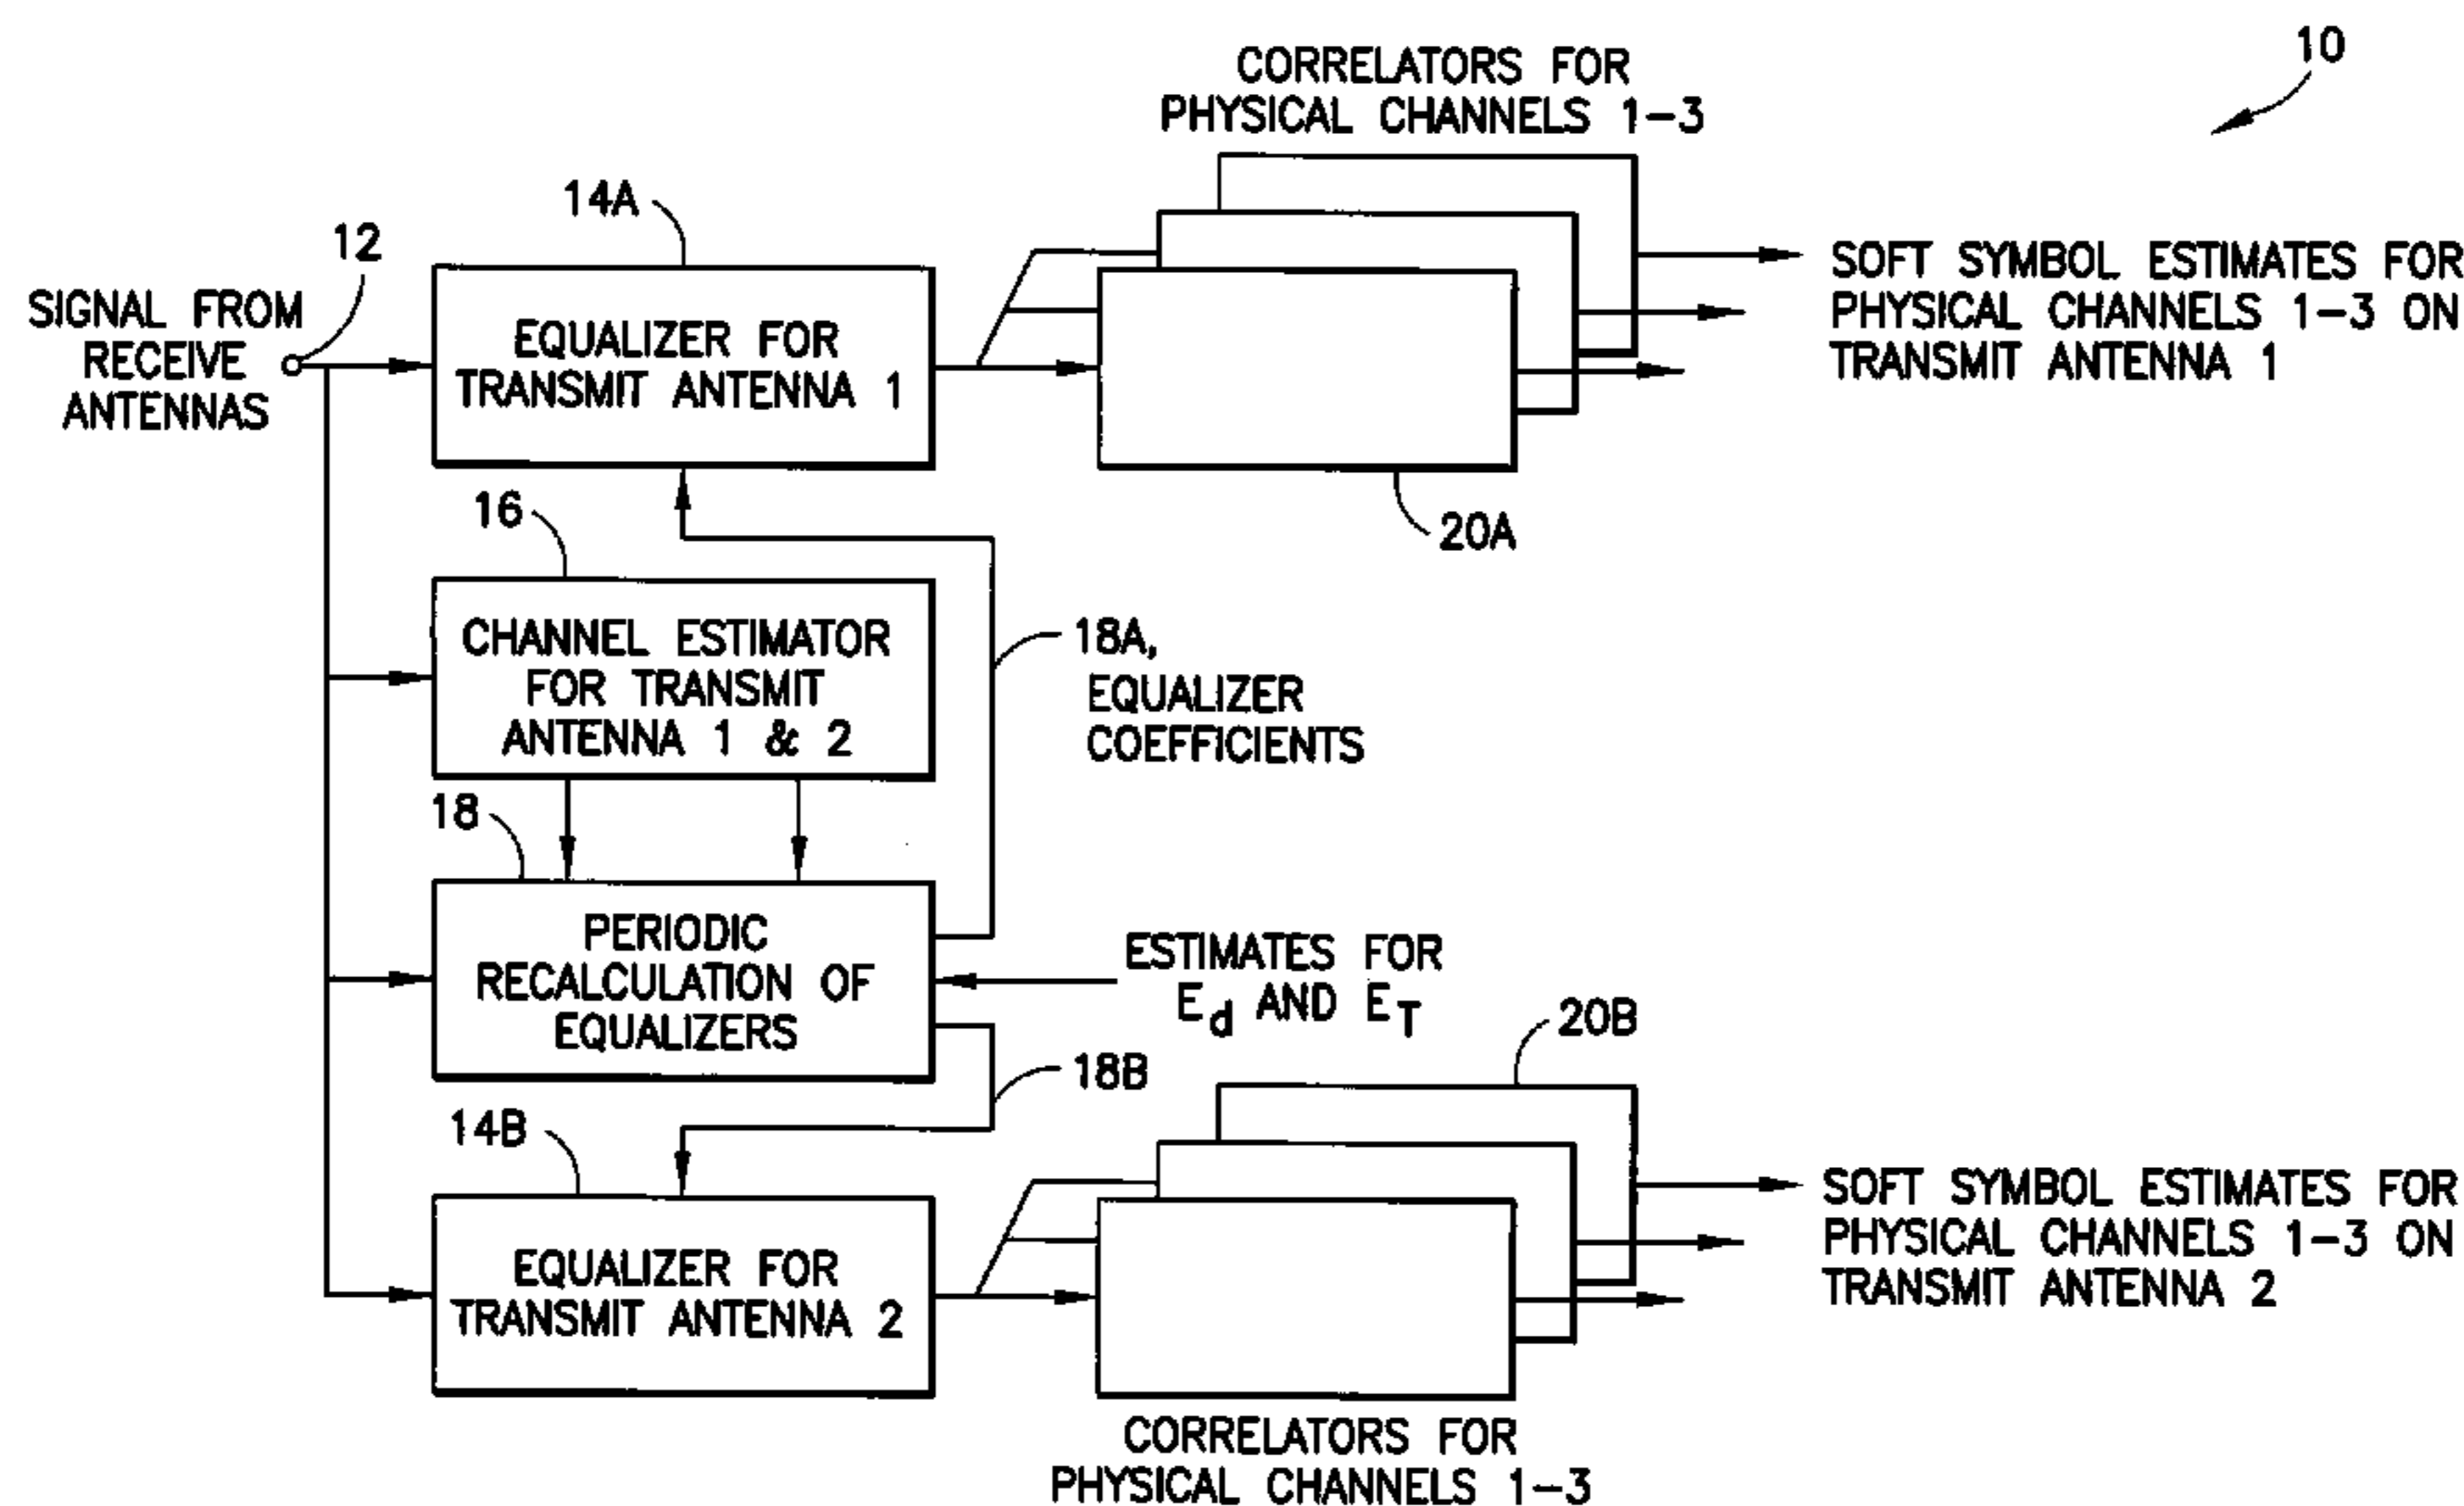 10
CORRELATORS FOR
PHYSICAL CHANNELS 1-3
14A
12
SIGNAL FROM
RECEIVE
ANTENNAS
EQUALIZER FOR
TRANSMIT ANTENNA 1
SOFT SYMBOL ESTIMATES FOR
PHYSICAL CHANNELS 1-3 ON
TRANSMIT ANTENNA 1
20A
16
CHANNEL ESTIMATOR
FOR TRANSMIT
ANTENNA 1 & 2
18A,
EQUALIZER
COEFFICIENTS
18
PERIODIC
RECALCULATION OF
EQUALIZERS
ESTIMATES FOR
Ed AND ET
18B
20B
14B
EQUALIZER FOR
TRANSMIT ANTENNA 2
SOFT SYMBOL ESTIMATES FOR
PHYSICAL CHANNELS 1-3 ON
TRANSMIT ANTENNA 2
CORRELATORS FOR
PHYSICAL CHANNELS 1-3